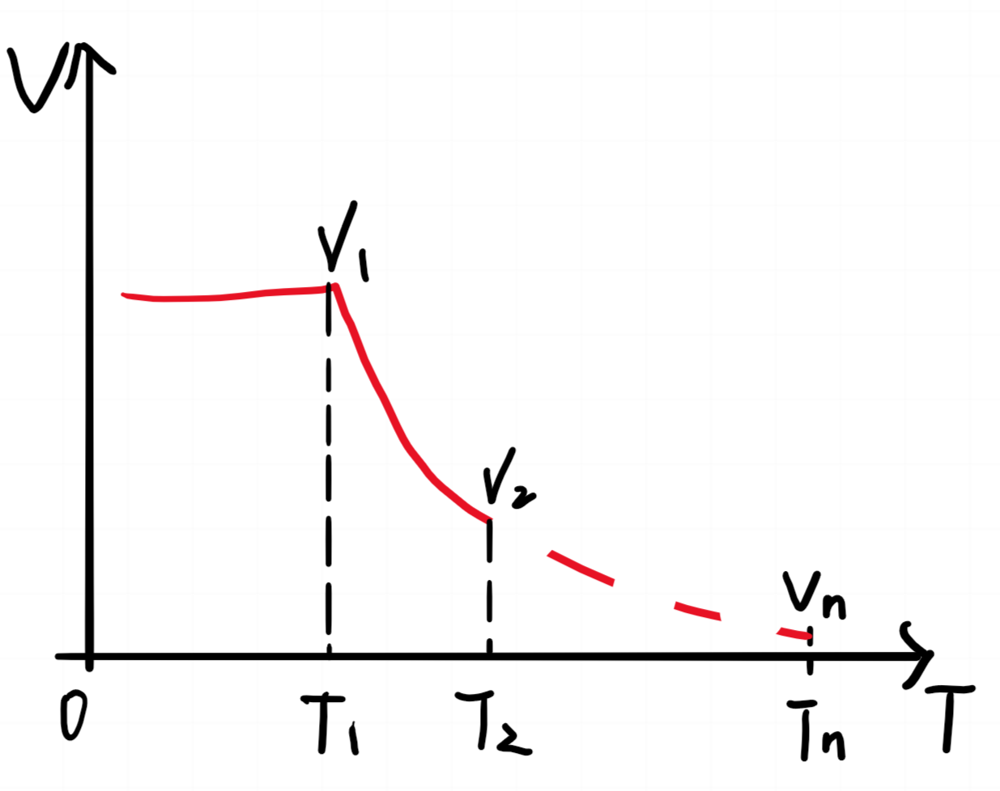 V
V₁
V₂
Vₙ
0
T₁
T₂
Tₙ
T